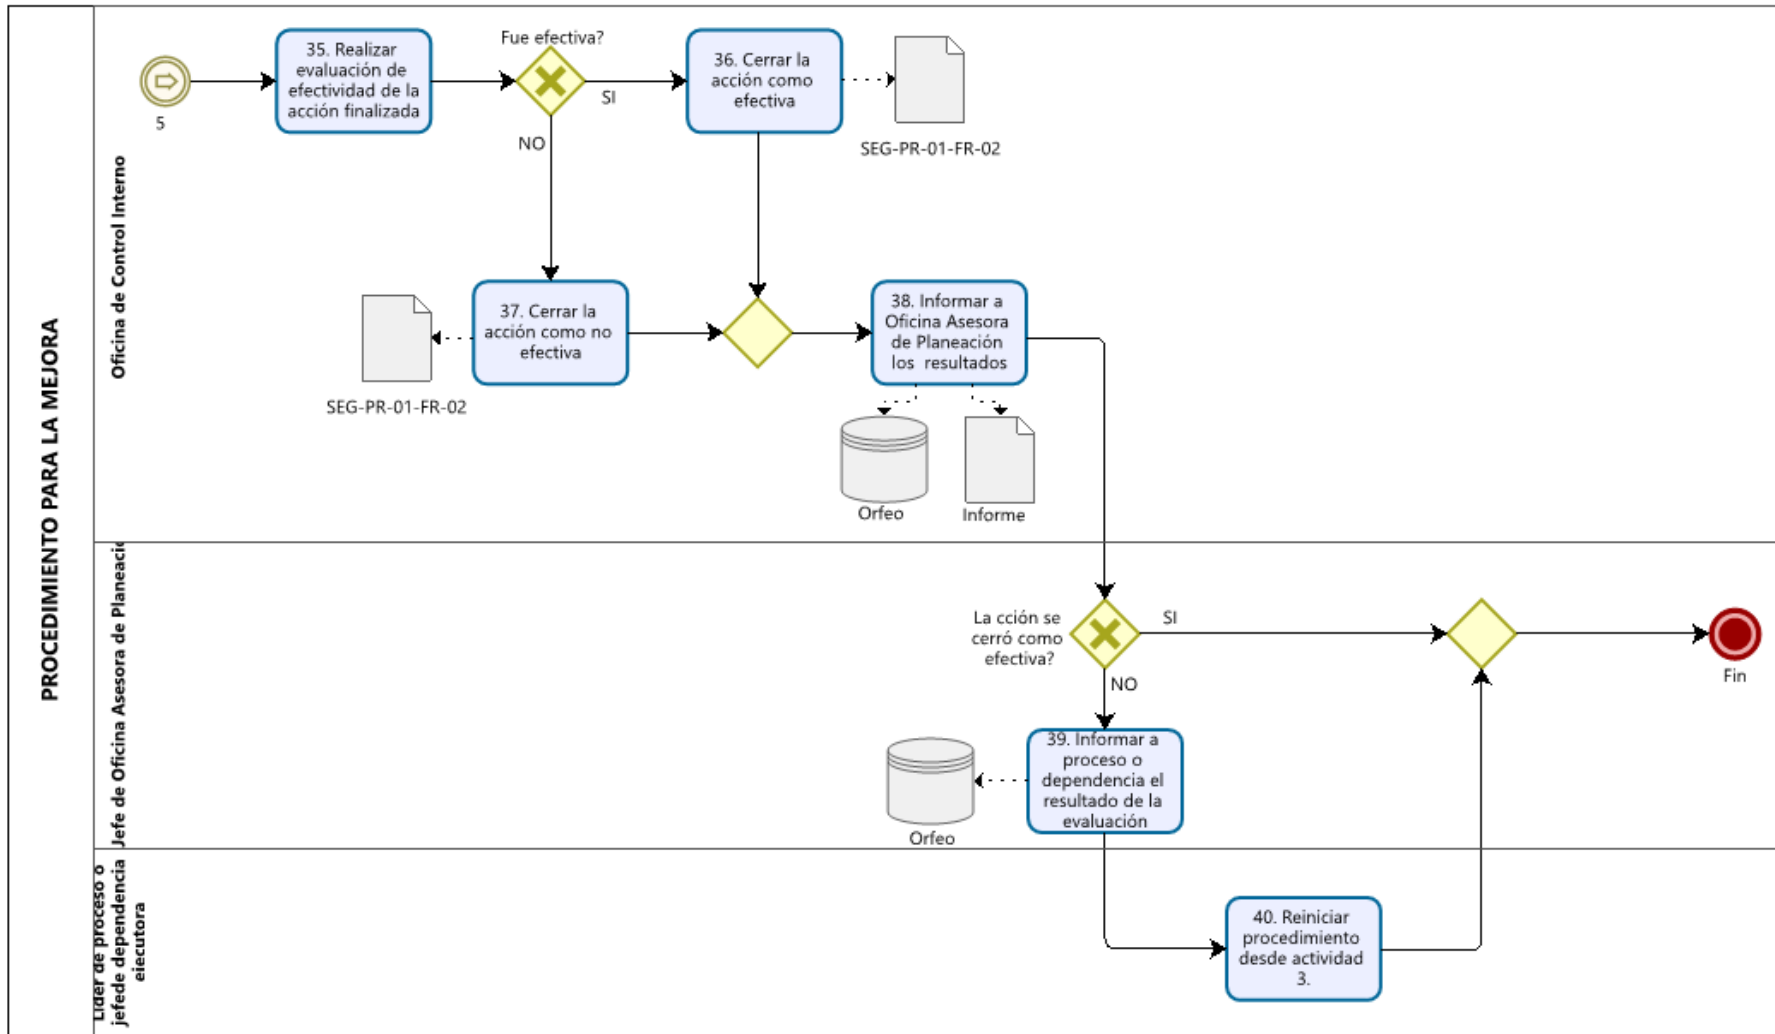 PROCEDIMIENTO PARA LA MEJORA
Oficina de Control Interno
5
35. Realizar
evaluación de
efectividad de la
acción finalizada
Fue efectiva?
SI
NO
36. Cerrar la
acción como
efectiva
SEG-PR-01-FR-02
37. Cerrar la
acción como no
efectiva
SEG-PR-01-FR-02
38. Informar a
Oficina Asesora
de Planeación
los resultados
Orfeo
Informe
Jefe de Oficina Asesora de Planeació
La cción se
cerró como
efectiva?
SI
NO
Fin
39. Informar a
proceso o
dependencia el
resultado de la
evaluación
Orfeo
Líder de proceso o
jefede dependencia
ejecutora
40. Reiniciar
procedimiento
desde actividad
3.